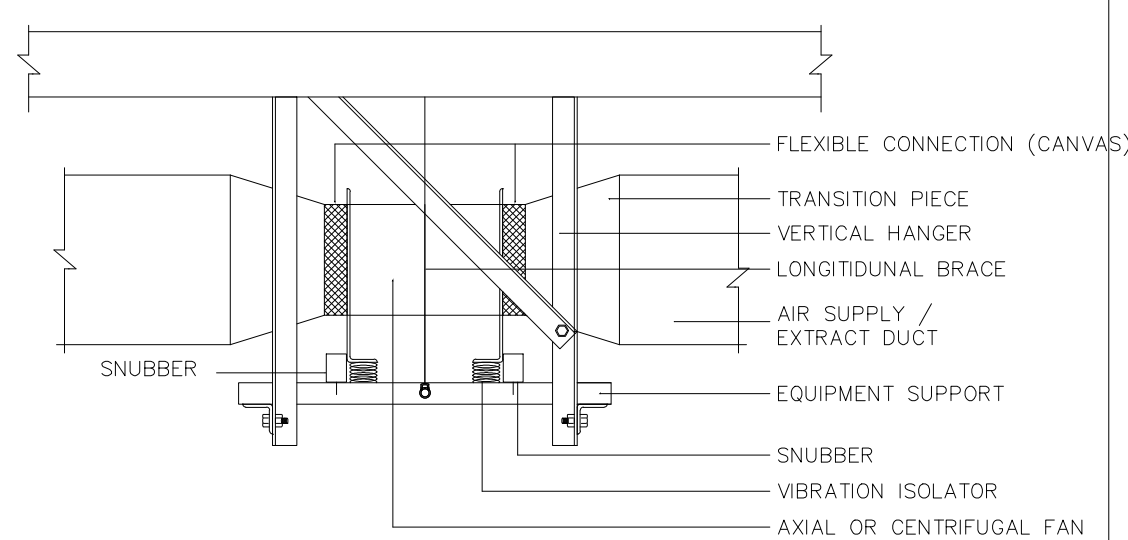 FLEXIBLE CONNECTION (CANVAS)
TRANSITION PIECE
VERTICAL HANGER
LONGITIDUNAL BRACE
AIR SUPPLY /
EXTRACT DUCT
SNUBBER
EQUIPMENT SUPPORT
SNUBBER
VIBRATION ISOLATOR
AXIAL OR CENTRIFUGAL FAN